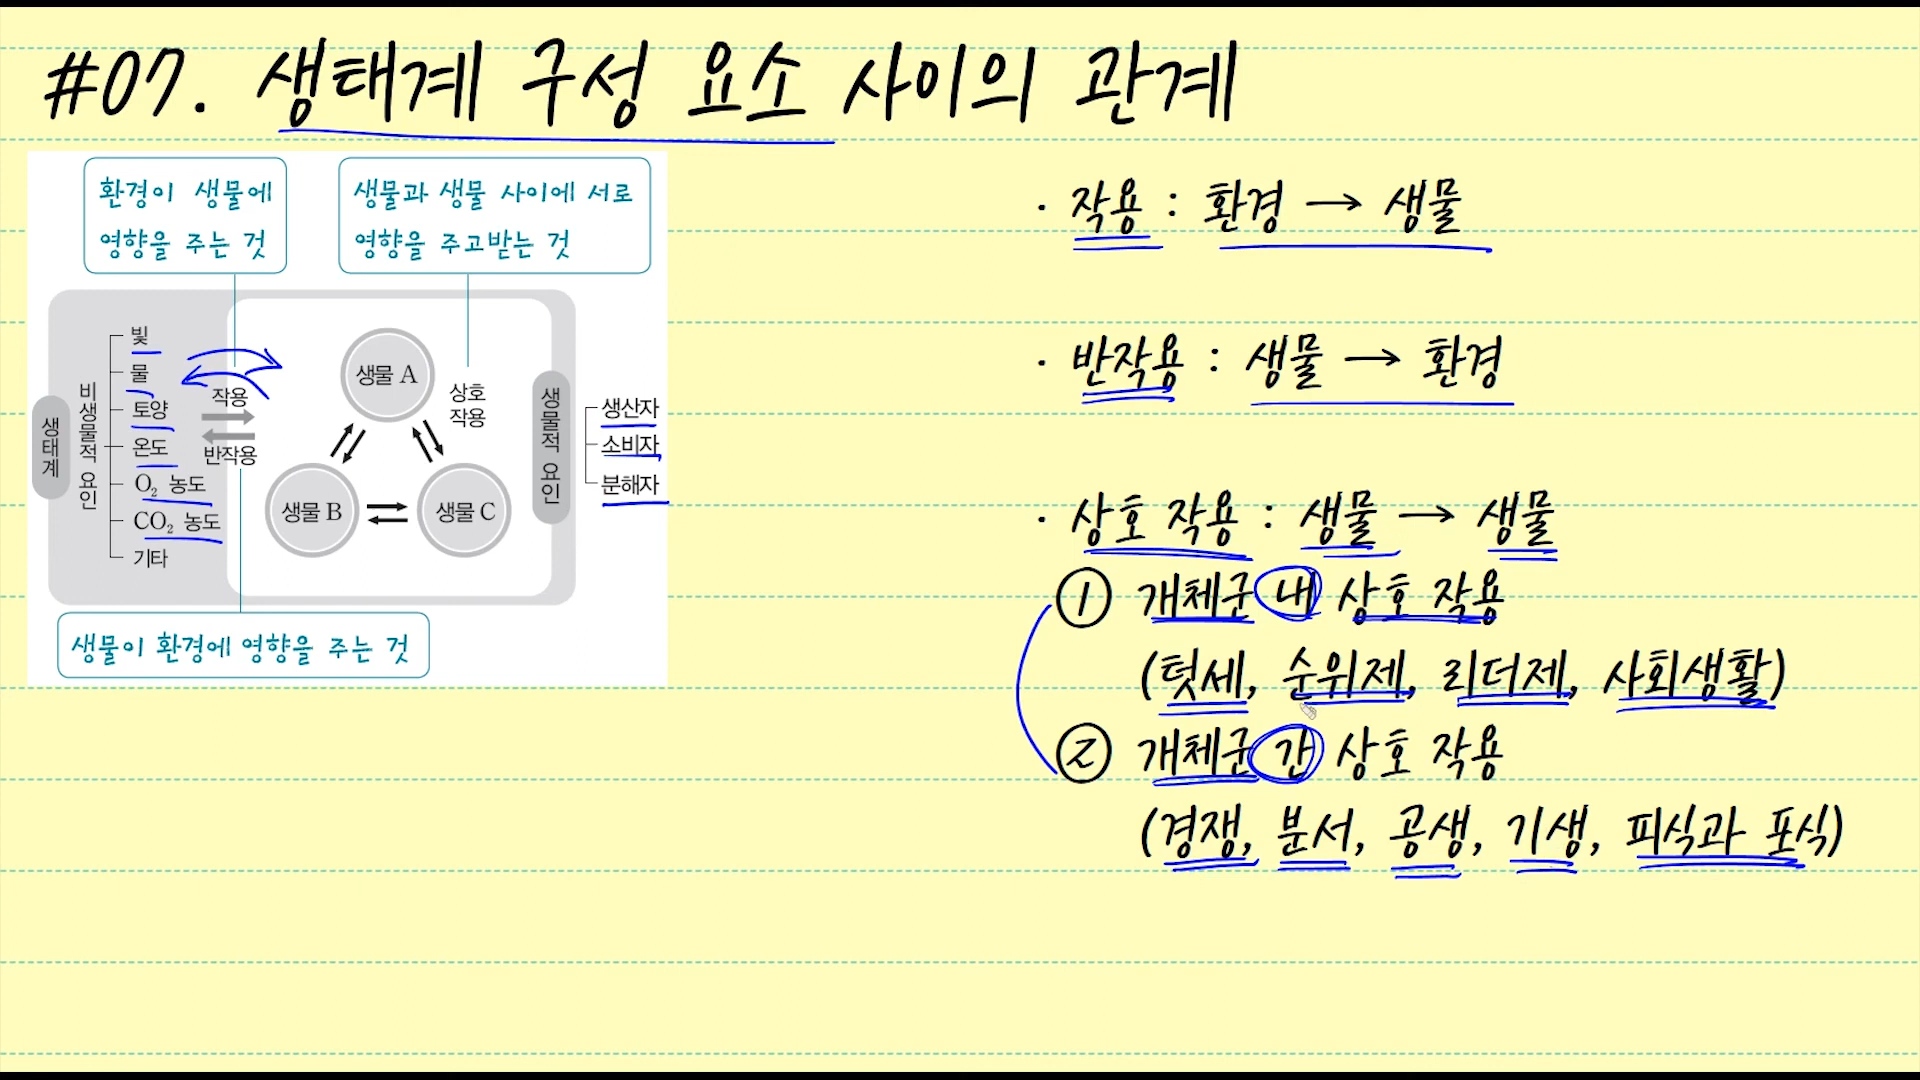 #07. 생태계 구성 요소 사이의 관계
환경이 생물에
영향을 주는 것
생물과 생물 사이에 서로
영향을 주고받는 것
생태계
비생물적 요인
빛
물
토양
온도
O₂ 농도
CO₂ 농도
기타
작용
반작용
생물 A
생물 B
생물 C
상호
작용
생물적 요인
생산자
소비자
분해자
생물이 환경에 영향을 주는 것
· 작용 : 환경 → 생물
· 반작용 : 생물 → 환경
· 상호 작용 : 생물 → 생물
① 개체군 내 상호 작용
(텃세, 순위제, 리더제, 사회생활)
② 개체군 간 상호 작용
(경쟁, 분서, 공생, 기생, 피식과 포식)